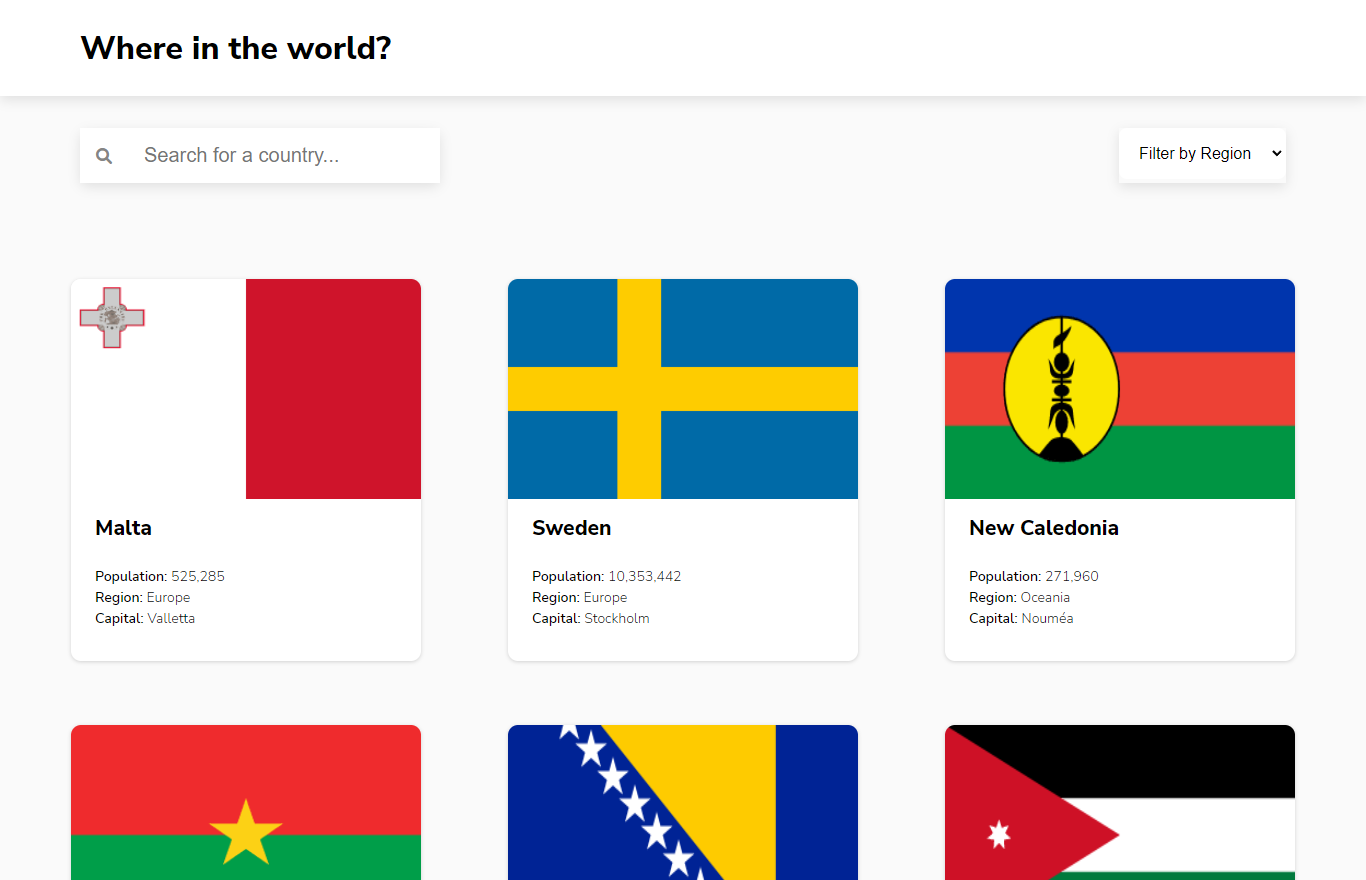 Where in the world?
Search for a country...
Filter by Region
Malta
Population: 525,285
Region: Europe
Capital: Valletta
Sweden
Population: 10,353,442
Region: Europe
Capital: Stockholm
New Caledonia
Population: 271,960
Region: Oceania
Capital: Nouméa